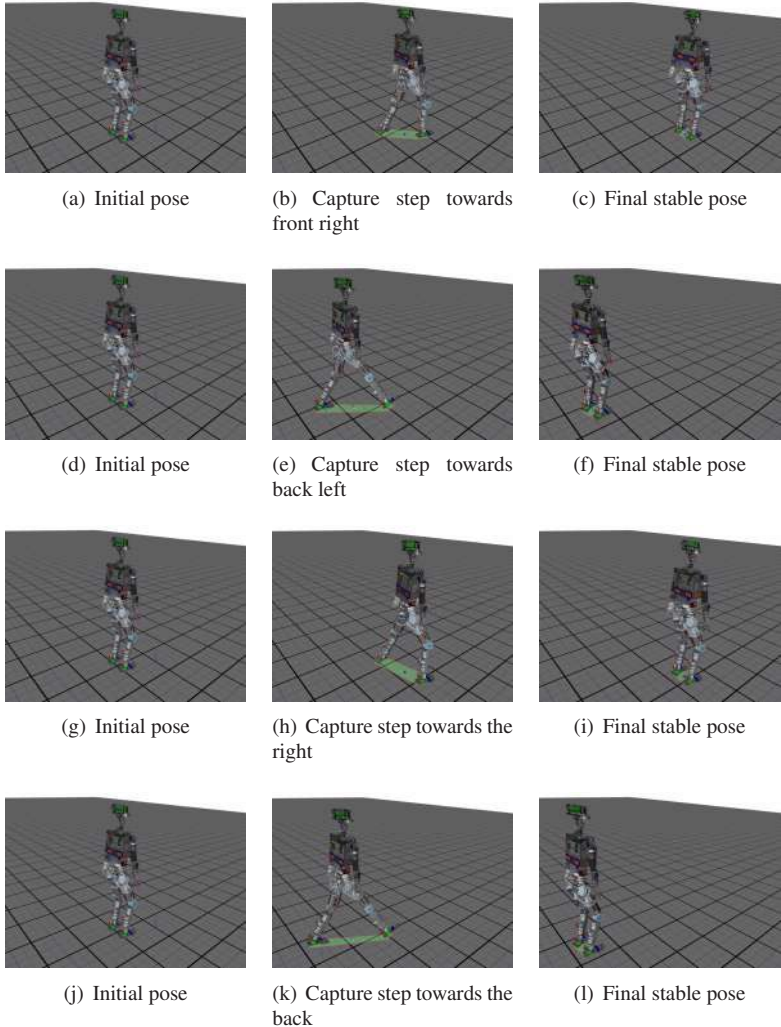 (a) Initial pose
(b) Capture step towards
front right
(c) Final stable pose
(d) Initial pose
(e) Capture step towards
back left
(f) Final stable pose
(g) Initial pose
(h) Capture step towards the
right
(i) Final stable pose
(j) Initial pose
(k) Capture step towards the
back
(l) Final stable pose